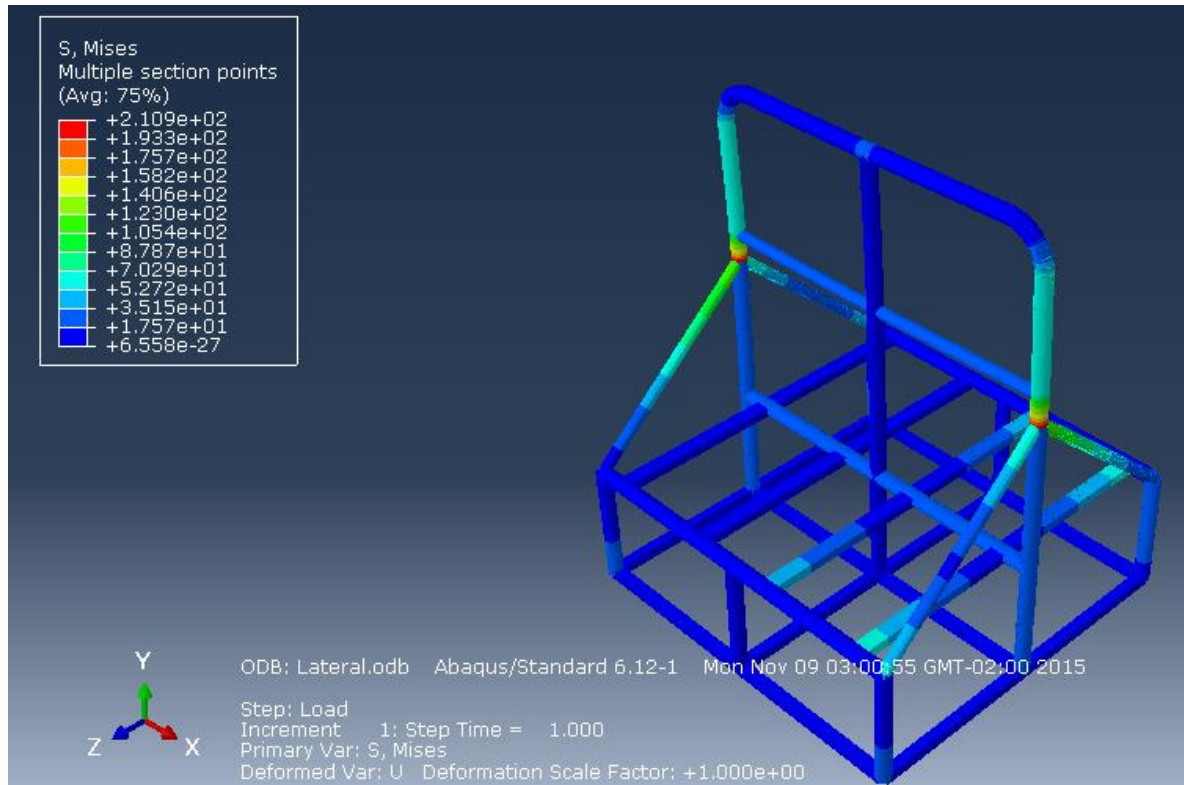 S, Mises
Multiple section points
(Avg: 75%)
+2.109e+02
+1.933e+02
+1.757e+02
+1.582e+02
+1.406e+02
+1.230e+02
+1.054e+02
+8.787e+01
+7.029e+01
+5.272e+01
+3.515e+01
+1.757e+01
+6.558e-27
Y
Z
X
ODB: Lateral.odb Abaqus/Standard 6.12-1 Mon Nov 09 03:00:55 GMT-02:00 2015
Step: Load
Increment 1: Step Time = 1.000
Primary Var: S, Mises
Deformed Var: U Deformation Scale Factor: +1.000e+00